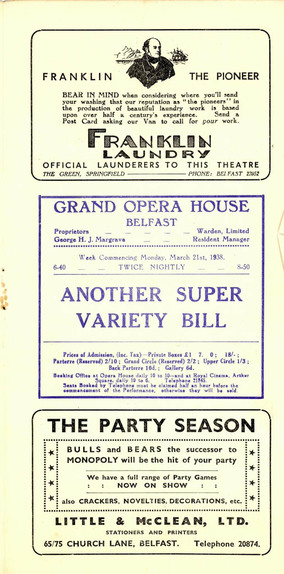 FRANKLIN THE PIONEER
BEAR IN MIND when considering where you'll send
your washing that our reputation as "the pioneers" in
the production of beautiful laundry work is based
upon over half a century's experience. Send a
Post Card asking our Van to call for your work.
FRANKLIN
LAUNDRY
OFFICIAL LAUNDERERS TO THIS THEATRE
THE GREEN, SPRINGFIELD PHONE: BELFAST 23652
GRAND OPERA HOUSE
BELFAST
Proprietors — — — — Warden, Limited
George H. J. Margrave — — Resident Manager
Week Commencing Monday, March 21st, 1938.
6-40 — — TWICE NIGHTLY — — 8-50
ANOTHER SUPER
VARIETY BILL
Prices of Admission, (Inc. Tax)—Private Boxes £1 7. 0; 18/-;
Parterre (Reserved) 2/10; Grand Circle (Reserved) 2/2; Upper Circle 1/3;
Back Parterre 10d.; Gallery 6d.
Booking Office at Opera House daily 10 to 10—and at Royal Cinema, Arthur
Square, daily 10 to 6. Telephone
Seats Booked by Telephone must be claimed half an hour before the
commencement of the Performance, otherwise they will be sold.
THE PARTY SEASON
BULLS and BEARS the successor to
MONOPOLY will be the hit of your party
We have a full range of Party Games
: : NOW ON SHOW : :
also CRACKERS, NOVELTIES, DECORATIONS, etc.
LITTLE & McCLEAN, LTD.
STATIONERS AND PRINTERS
65/75 CHURCH LANE, BELFAST. Telephone 20874.